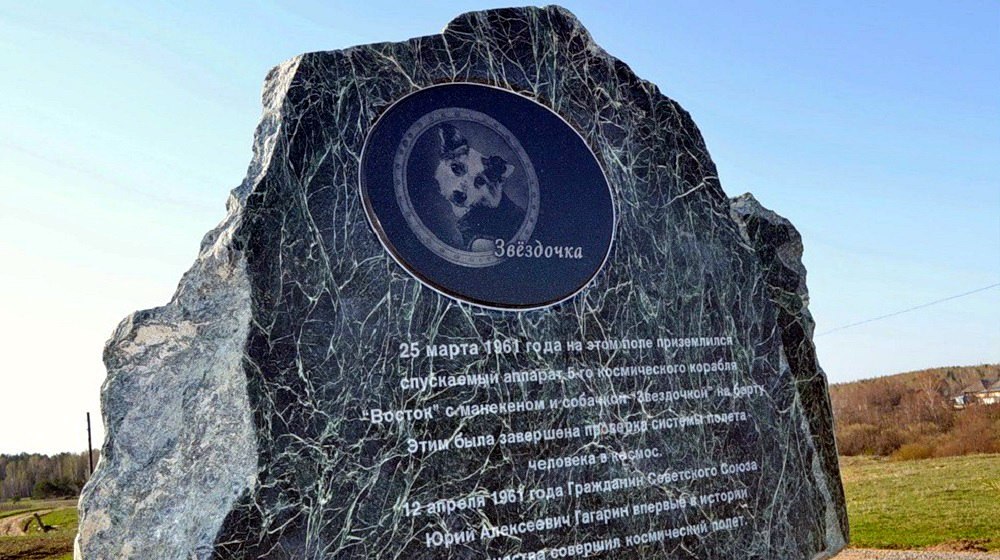 Звёздочка
25 марта 1961 года на этом поле приземлился
спускаемый аппарат 5-го космического корабля
"Восток" с манекеном и собачкой "Звездочкой" на борту.
Этим была завершена проверка системы полета
человека в космос.
12 апреля 1961 года Гражданин Советского Союза
Юрий Алексеевич Гагарин впервые в истории
совершил космический полет.